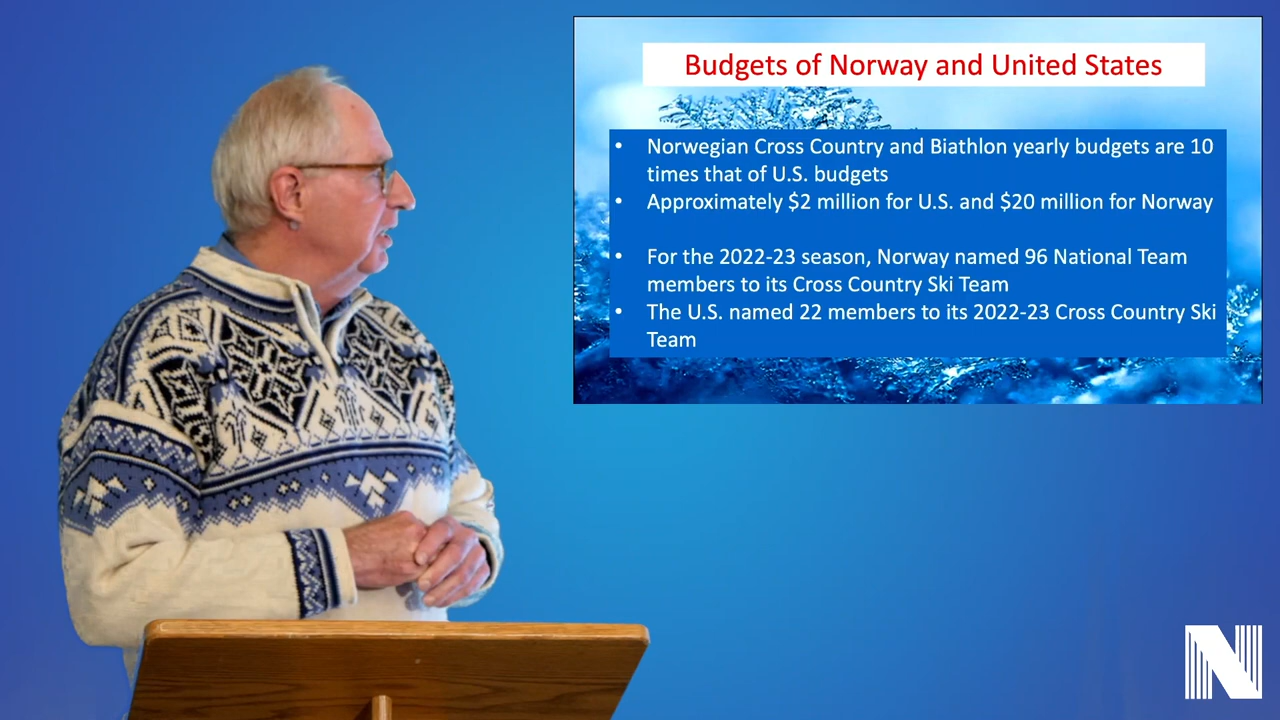 Budgets of Norway and United States
• Norwegian Cross Country and Biathlon yearly budgets are 10
times that of U.S. budgets
• Approximately $2 million for U.S. and $20 million for Norway
• For the 2022-23 season, Norway named 96 National Team
members to its Cross Country Ski Team
• The U.S. named 22 members to its 2022-23 Cross Country Ski
Team
N